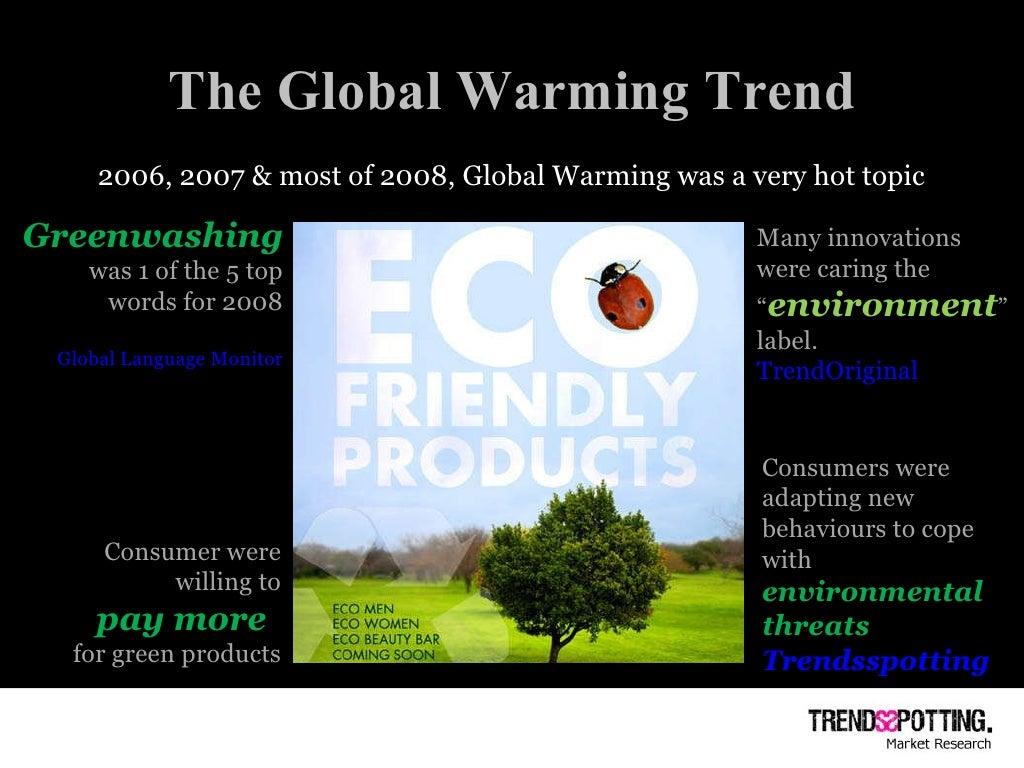 The Global Warming Trend
2006, 2007 & most of 2008, Global Warming was a very hot topic
Greenwashing
was 1 of the 5 top
words for 2008
Global Language Monitor
Consumer were
willing to
pay more
for green products
ECO
FRIENDLY
PRODUCTS
ECO MEN
ECO WOMEN
ECO BEAUTY BAR
COMING SOON
Many innovations
were caring the
“environment”
label.
TrendOriginal
Consumers were
adapting new
behaviours to cope
with
environmental
threats
Trendsspotting
TRENDSSPOTTING.
Market Research